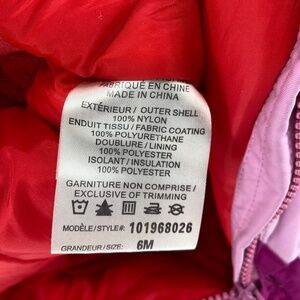 FABRIQUÉ EN CHINE
MADE IN CHINA
EXTÉRIEUR / OUTER SHELL
100% NYLON
ENDUIT TISSU / FABRIC COATING
100% POLYURETHANE
DOUBLURE / LINING
100% POLYESTER
ISOLANT / INSULATION
100% POLYESTER
GARNITURE NON COMPRISE /
EXCLUSIVE OF TRIMMING
MODÈLE/STYLE#: 101968026
GRANDEUR/SIZE: 6M